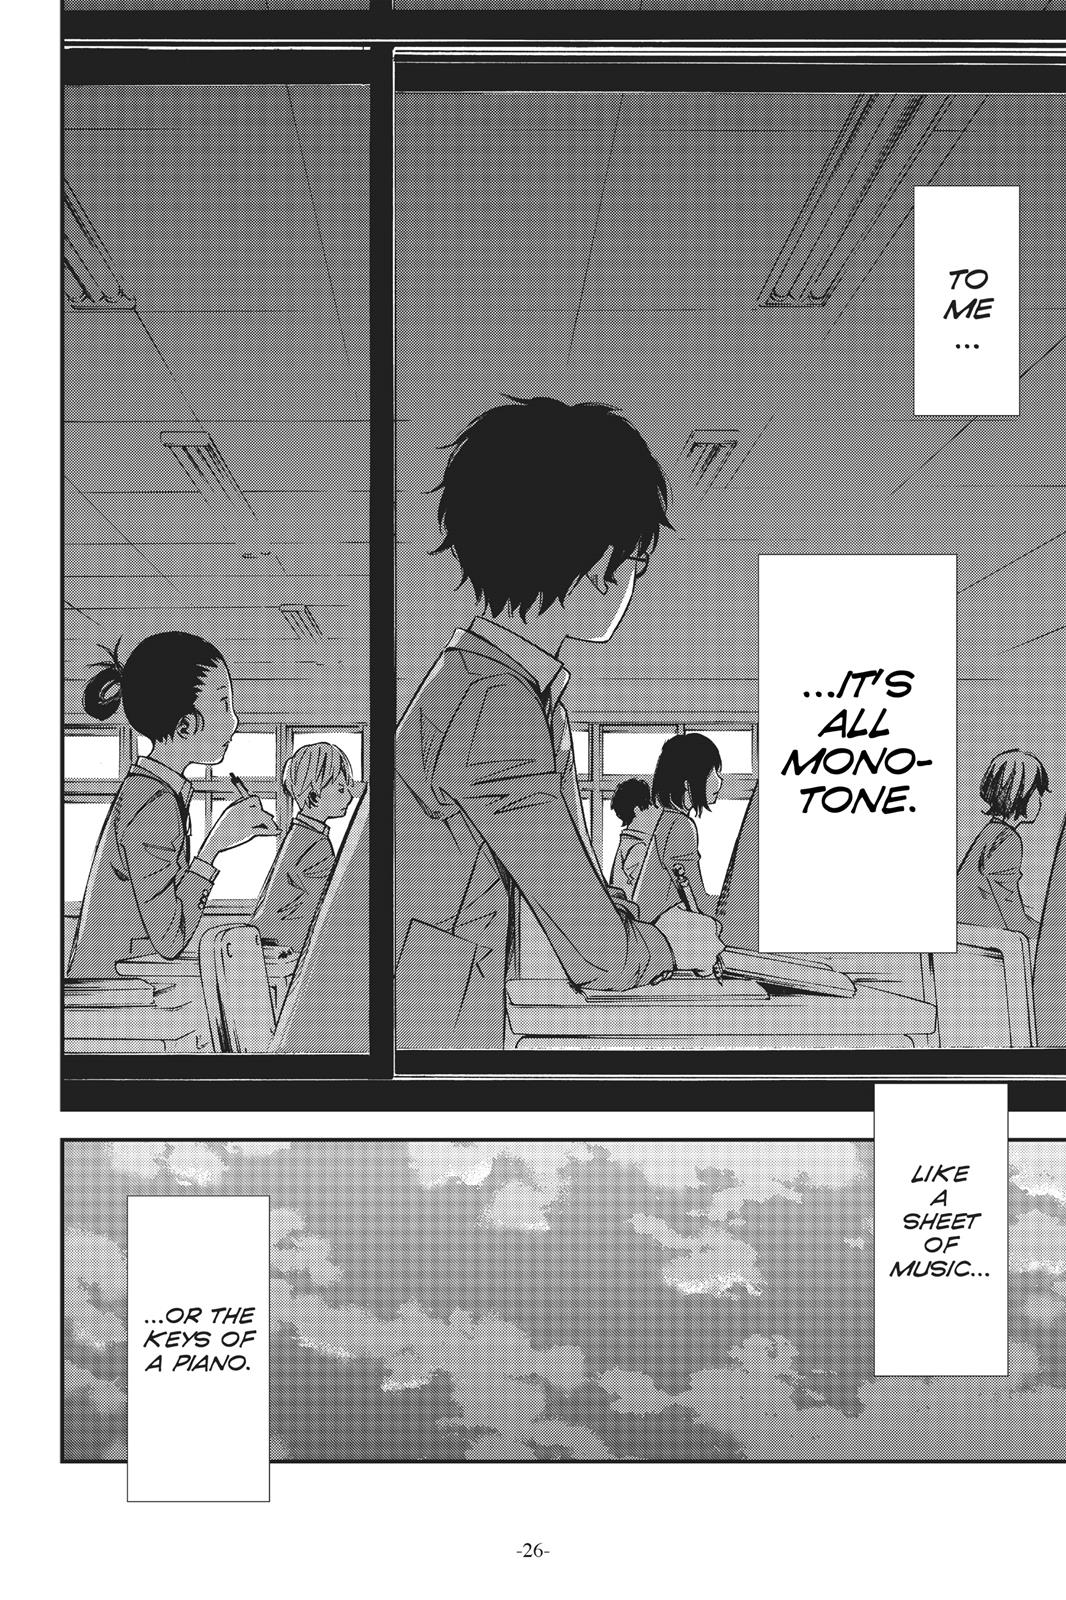 TO
ME
...
...IT'S
ALL
MONO-
TONE.
LIKE
A
SHEET
OF
MUSIC...
...OR THE
KEYS OF
A PIANO.
-26-